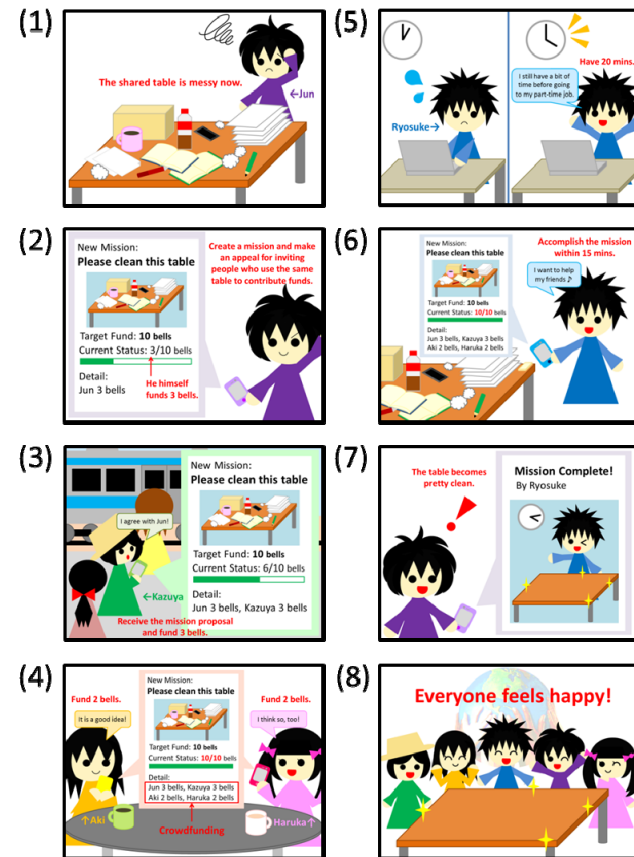 (1)
The shared table is messy now.
←Jun
(2)
New Mission:
Please clean this table
Target Fund: 10 bells
Current Status: 3/10 bells
Detail:
Jun 3 bells
He himself
funds 3 bells.
Create a mission and make
an appeal for inviting
people who use the same
table to contribute funds.
(3)
I agree with Jun!
←Kazuya
Receive the mission proposal
and fund 3 bells.
New Mission:
Please clean this table
Target Fund: 10 bells
Current Status: 6/10 bells
Detail:
Jun 3 bells, Kazuya 3 bells
(4)
Fund 2 bells.
It is a good idea!
↑Aki
New Mission:
Please clean this table
Target Fund: 10 bells
Current Status: 10/10 bells
Detail:
Jun 3 bells, Kazuya 3 bells
Aki 2 bells, Haruka 2 bells
Crowdfunding
Fund 2 bells.
I think so, too!
Haruka↑
(5)
Ryosuke→
Have 20 mins.
I still have a bit of
time before going
to my part-time job.
(6)
New Mission:
Please clean this table
Target Fund: 10 bells
Current Status: 10/10 bells
Detail:
Jun 3 bells, Kazuya 3 bells
Aki 2 bells, Haruka 2 bells
Accomplish the mission
within 15 mins.
I want to help
my friends♪
(7)
The table becomes
pretty clean.
Mission Complete!
By Ryosuke
(8)
Everyone feels happy!